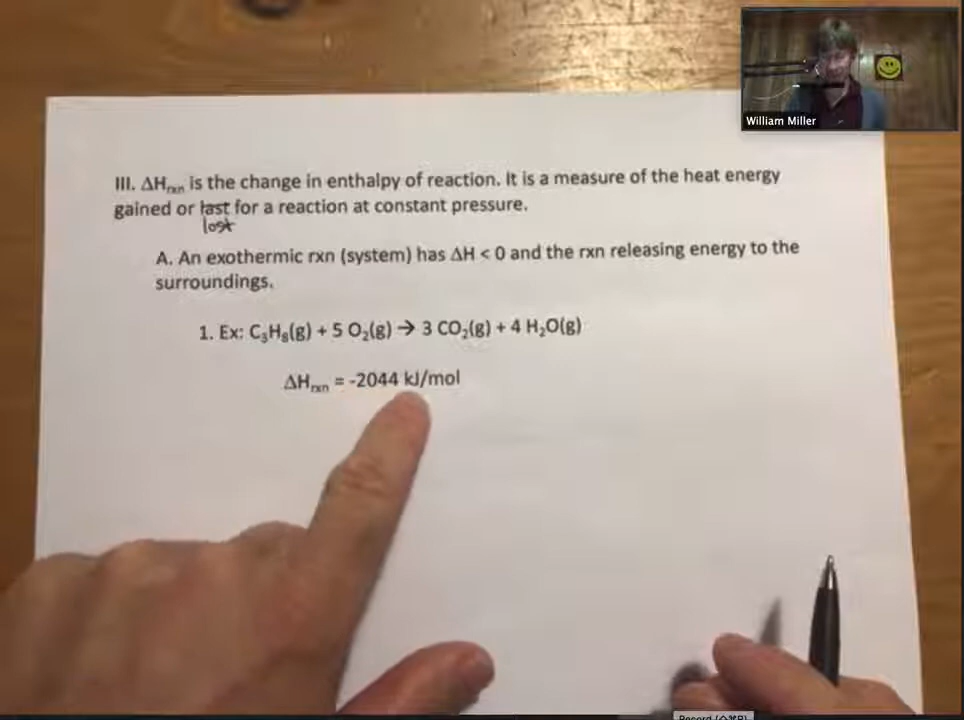 William Miller
III. ΔHrxn is the change in enthalpy of reaction. It is a measure of the heat energy
gained or last for a reaction at constant pressure.
lost
A. An exothermic rxn (system) has ΔH < 0 and the rxn releasing energy to the
surroundings.
1. Ex: C₃H₈(g) + 5 O₂(g) → 3 CO₂(g) + 4 H₂O(g)
ΔHrxn = -2044 kJ/mol